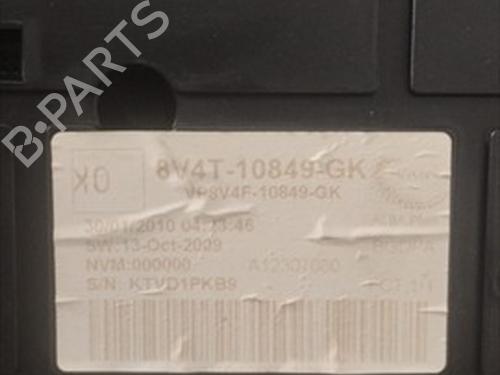 B-PARTS
OK
8V4T-10849-GK
VP8V4F-10849-GK
30/01/2010 04:23:46
SW:13-Oct-2009
NVM:000000
S/N: KTVD1PKB9